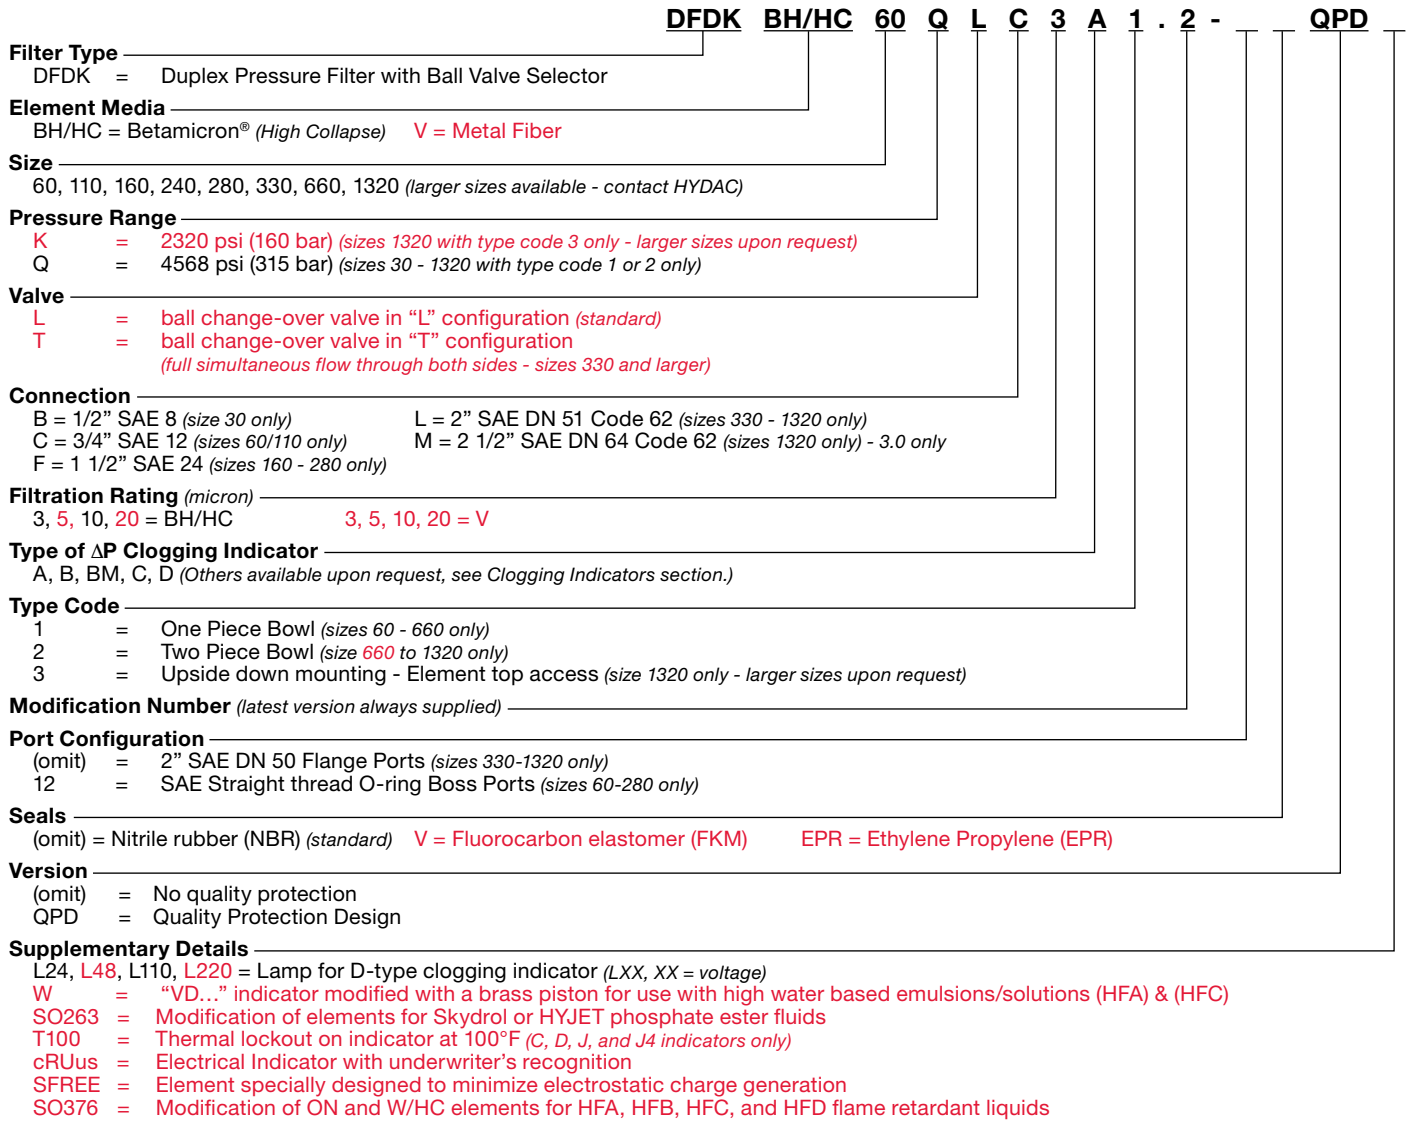 DFDK BH/HC 60 Q L C 3 A 1 . 2 - QPD
Filter Type
DFDK = Duplex Pressure Filter with Ball Valve Selector
Element Media
BH/HC = Betamicron® (High Collapse) V = Metal Fiber
Size
60, 110, 160, 240, 280, 330, 660, 1320 (larger sizes available - contact HYDAC)
Pressure Range
K = 2320 psi (160 bar) (sizes 1320 with type code 3 only - larger sizes upon request)
Q = 4568 psi (315 bar) (sizes 30 - 1320 with type code 1 or 2 only)
Valve
L = ball change-over valve in “L” configuration (standard)
T = ball change-over valve in “T” configuration
(full simultaneous flow through both sides - sizes 330 and larger)
Connection
B = 1/2” SAE 8 (size 30 only) L = 2” SAE DN 51 Code 62 (sizes 330 - 1320 only)
C = 3/4” SAE 12 (sizes 60/110 only) M = 2 1/2” SAE DN 64 Code 62 (sizes 1320 only) - 3.0 only
F = 1 1/2” SAE 24 (sizes 160 - 280 only)
Filtration Rating (micron)
3, 5, 10, 20 = BH/HC 3, 5, 10, 20 = V
Type of ΔP Clogging Indicator
A, B, BM, C, D (Others available upon request, see Clogging Indicators section.)
Type Code
1 = One Piece Bowl (sizes 60 - 660 only)
2 = Two Piece Bowl (size 660 to 1320 only)
3 = Upside down mounting - Element top access (size 1320 only - larger sizes upon request)
Modification Number (latest version always supplied)
Port Configuration
(omit) = 2” SAE DN 50 Flange Ports (sizes 330-1320 only)
12 = SAE Straight thread O-ring Boss Ports (sizes 60-280 only)
Seals
(omit) = Nitrile rubber (NBR) (standard) V = Fluorocarbon elastomer (FKM) EPR = Ethylene Propylene (EPR)
Version
(omit) = No quality protection
QPD = Quality Protection Design
Supplementary Details
L24, L48, L110, L220 = Lamp for D-type clogging indicator (LXX, XX = voltage)
W = “VD…” indicator modified with a brass piston for use with high water based emulsions/solutions (HFA) & (HFC)
SO263 = Modification of elements for Skydrol or HYJET phosphate ester fluids
T100 = Thermal lockout on indicator at 100°F (C, D, J, and J4 indicators only)
cRUus = Electrical Indicator with underwriter’s recognition
SFREE = Element specially designed to minimize electrostatic charge generation
SO376 = Modification of ON and W/HC elements for HFA, HFB, HFC, and HFD flame retardant liquids